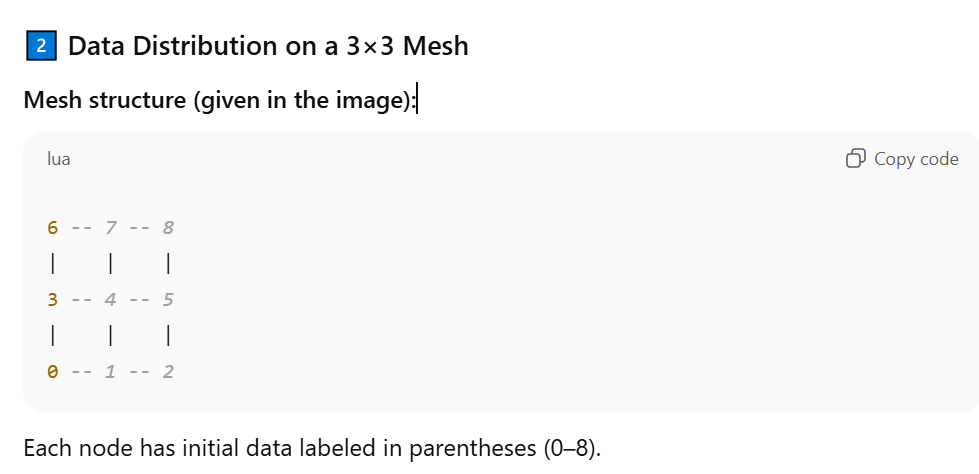 2 Data Distribution on a 3×3 Mesh
Mesh structure (given in the image):
lua Copy code
6 -- 7 -- 8
| | |
3 -- 4 -- 5
| | |
0 -- 1 -- 2
Each node has initial data labeled in parentheses (0–8).